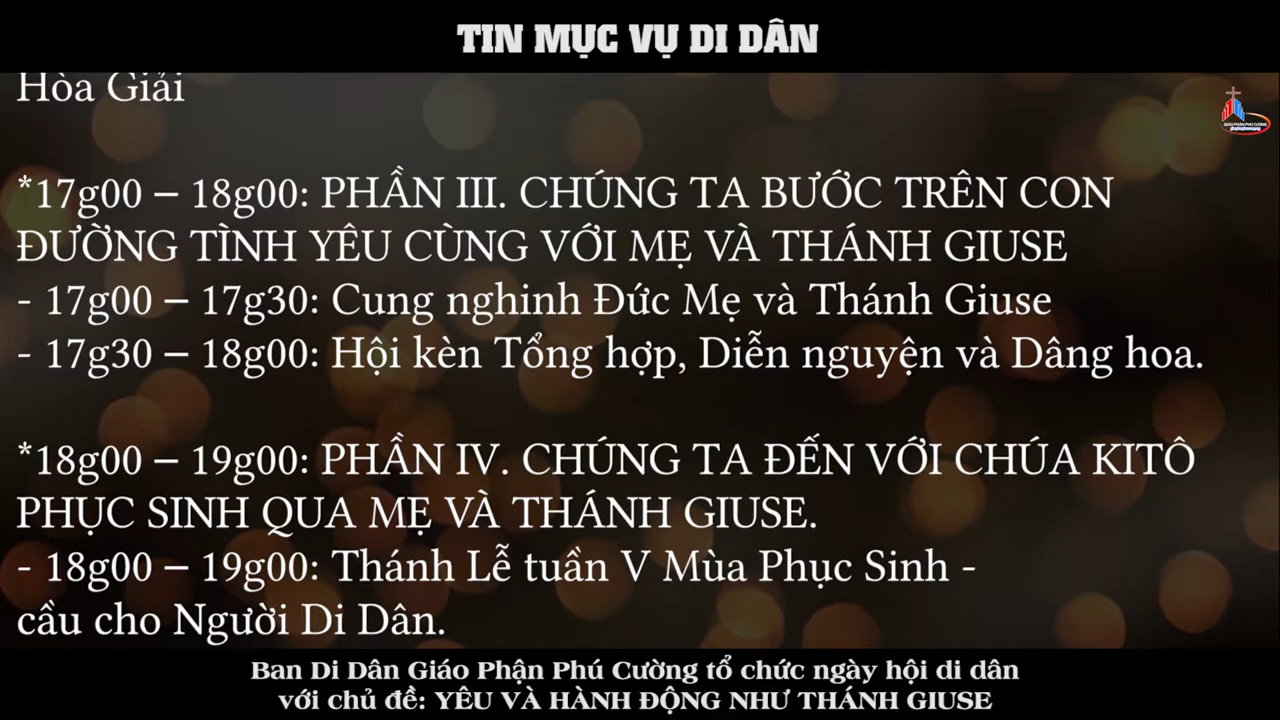 TIN MỤC VỤ DI DÂN
Hòa Giải
GIÁO PHẬN PHÚ CƯỜNG
*17g00 – 18g00: PHẦN III. CHÚNG TA BƯỚC TRÊN CON
ĐƯỜNG TÌNH YÊU CÙNG VỚI MẸ VÀ THÁNH GIUSE
- 17g00 – 17g30: Cung nghinh Đức Mẹ và Thánh Giuse
- 17g30 – 18g00: Hội kèn Tổng hợp, Diễn nguyện và Dâng hoa.
*18g00 – 19g00: PHẦN IV. CHÚNG TA ĐẾN VỚI CHÚA KITÔ
PHỤC SINH QUA MẸ VÀ THÁNH GIUSE.
- 18g00 – 19g00: Thánh Lễ tuần V Mùa Phục Sinh -
cầu cho Người Di Dân.
Ban Di Dân Giáo Phận Phú Cường tổ chức ngày hội di dân
với chủ đề: YÊU VÀ HÀNH ĐỘNG NHƯ THÁNH GIUSE